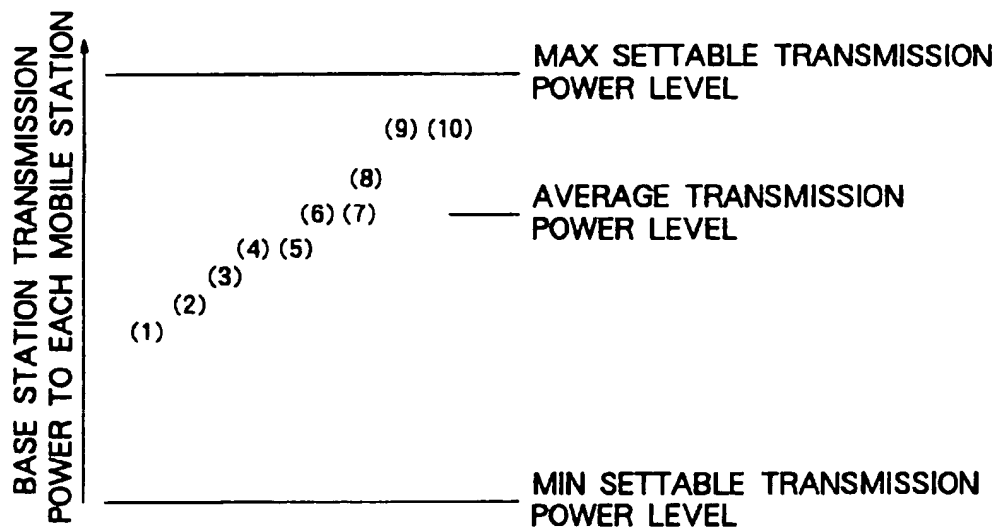 BASE STATION TRANSMISSION
POWER TO EACH MOBILE STATION
MAX SETTABLE TRANSMISSION
POWER LEVEL
(9) (10)
(8)
AVERAGE TRANSMISSION
POWER LEVEL
(6) (7)
(4) (5)
(3)
(2)
(1)
MIN SETTABLE TRANSMISSION
POWER LEVEL